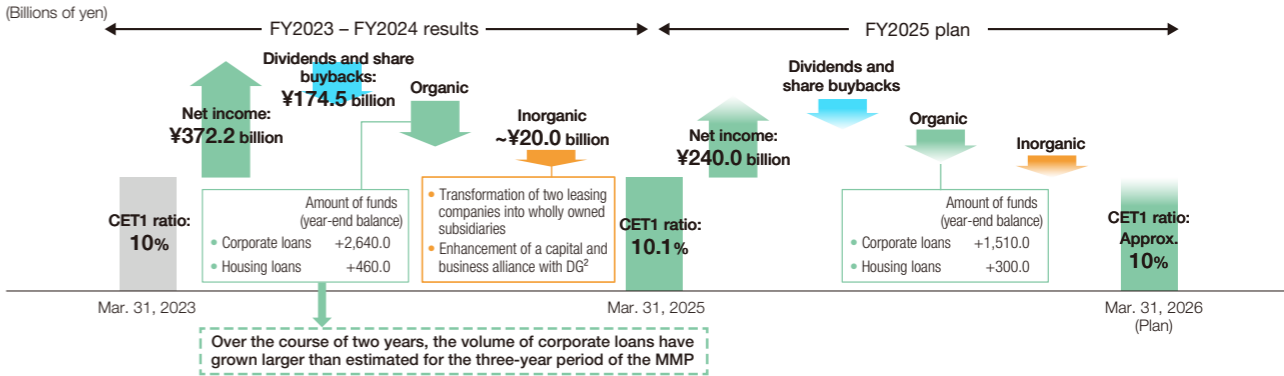 (Billions of yen)
FY2023 – FY2024 results
FY2025 plan
Net income:
¥372.2 billion
Dividends and share
buybacks:
¥174.5 billion
Organic
Inorganic
~¥20.0 billion
Net income:
¥240.0 billion
Dividends and
share buybacks
Organic
Inorganic
CET1 ratio:
10%
Amount of funds
(year-end balance)
• Corporate loans +2,640.0
• Housing loans +460.0
• Transformation of two leasing
companies into wholly owned
subsidiaries
• Enhancement of a capital and
business alliance with DG²
CET1 ratio:
10.1%
Amount of funds
(year-end balance)
• Corporate loans +1,510.0
• Housing loans +300.0
CET1 ratio:
Approx.
10%
Mar. 31, 2023
Mar. 31, 2025
Mar. 31, 2026
(Plan)
Over the course of two years, the volume of corporate loans have
grown larger than estimated for the three-year period of the MMP